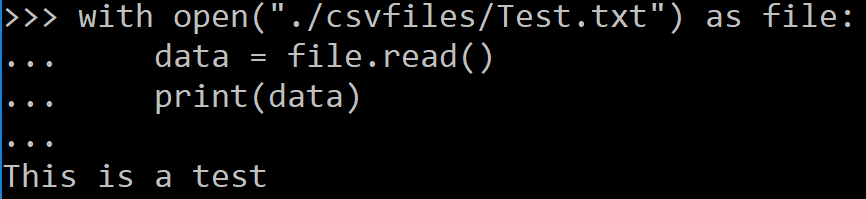 >>> with open("./csvfiles/Test.txt") as file:
...     data = file.read()
...     print(data)
...
This is a test